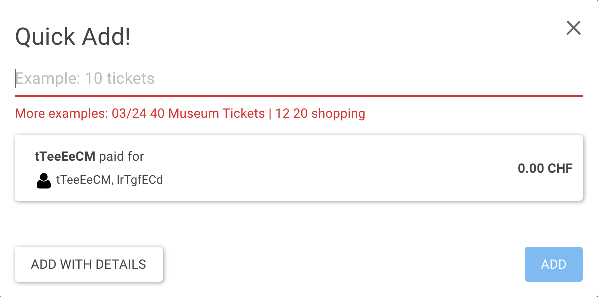 Quick Add!
Example: 10 tickets
More examples: 03/24 40 Museum Tickets | 12 20 shopping
tTeeEeCM paid for
tTeeEeCM, IrTgfECd
0.00 CHF
ADD WITH DETAILS
ADD